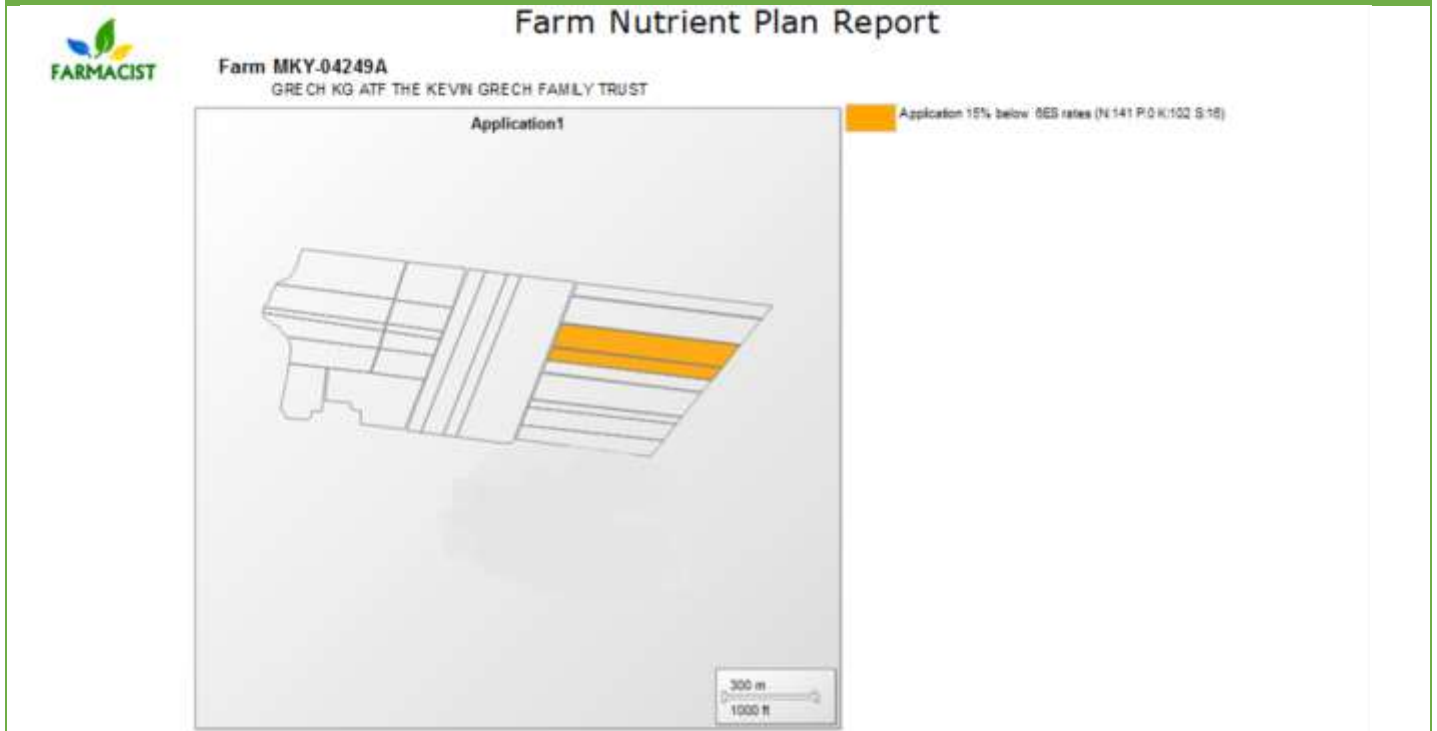 Farm Nutrient Plan Report
FARMACIST
Farm MKY-04249A
GRECH KG ATF THE KEVIN GRECH FAMILY TRUST
Application1
Application 15% below 6ES rates (N:141 P:0 K:102 S:16)
300 m
1000 ft